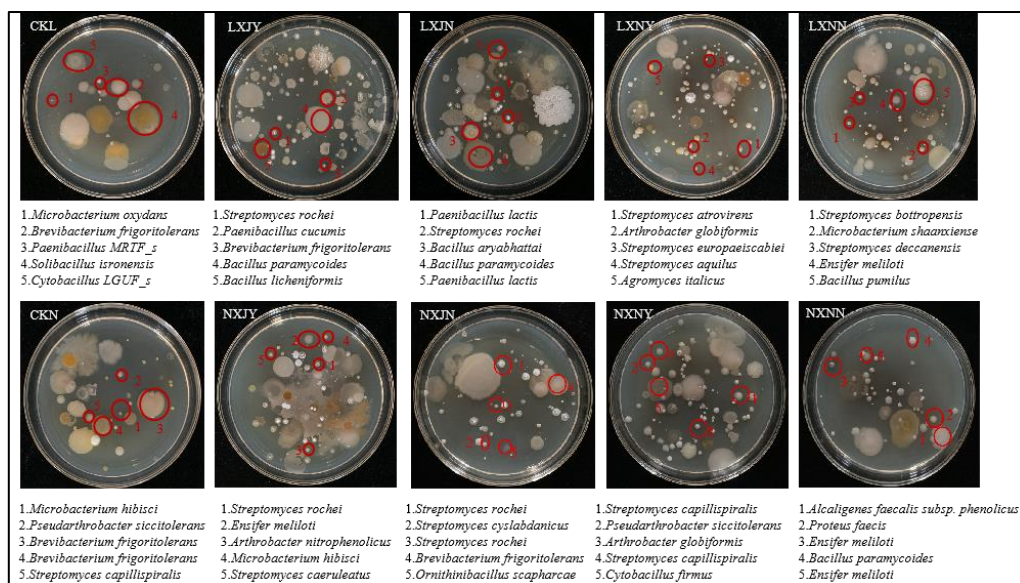 CKL
LXJY
LXJN
LXNY
LXNN
1.Microbacterium oxydans
2.Brevibacterium frigoritolerans
3.Paenibacillus MRTF_s
4.Solibacillus isronensis
5.Cytobacillus LGUF_s
1.Streptomyces rochei
2.Paenibacillus cucumis
3.Brevibacterium frigoritolerans
4.Bacillus paramycoides
5.Bacillus licheniformis
1.Paenibacillus lactis
2.Streptomyces rochei
3.Bacillus aryabhattai
4.Bacillus paramycoides
5.Paenibacillus lactis
1.Streptomyces atrovirens
2.Arthrobacter globiformis
3.Streptomyces europaeiscabiei
4.Streptomyces aquilus
5.Agromyces italicus
1.Streptomyces bottropensis
2.Microbacterium shaanxiense
3.Streptomyces deccanensis
4.Ensifer meliloti
5.Bacillus pumilus
CKN
NXJY
NXJN
NXNY
NXNN
1.Microbacterium hibisci
2.Pseudarthrobacter siccitolerans
3.Brevibacterium frigoritolerans
4.Brevibacterium frigoritolerans
5.Streptomyces capillispiralis
1.Streptomyces rochei
2.Ensifer meliloti
3.Arthrobacter nitrophenolicus
4.Microbacterium hibisci
5.Streptomyces caeruleatus
1.Streptomyces rochei
2.Streptomyces cyslabdanicus
3.Streptomyces rochei
4.Brevibacterium frigoritolerans
5.Ornithinibacillus scapharcae
1.Streptomyces capillispiralis
2.Pseudarthrobacter siccitolerans
3.Arthrobacter globiformis
4.Streptomyces capillispiralis
5.Cytobacillus firmus
1.Alcaligenes faecalis subsp. phenolicus
2.Proteus faecis
3.Ensifer meliloti
4.Bacillus paramycoides
5.Ensifer meliloti